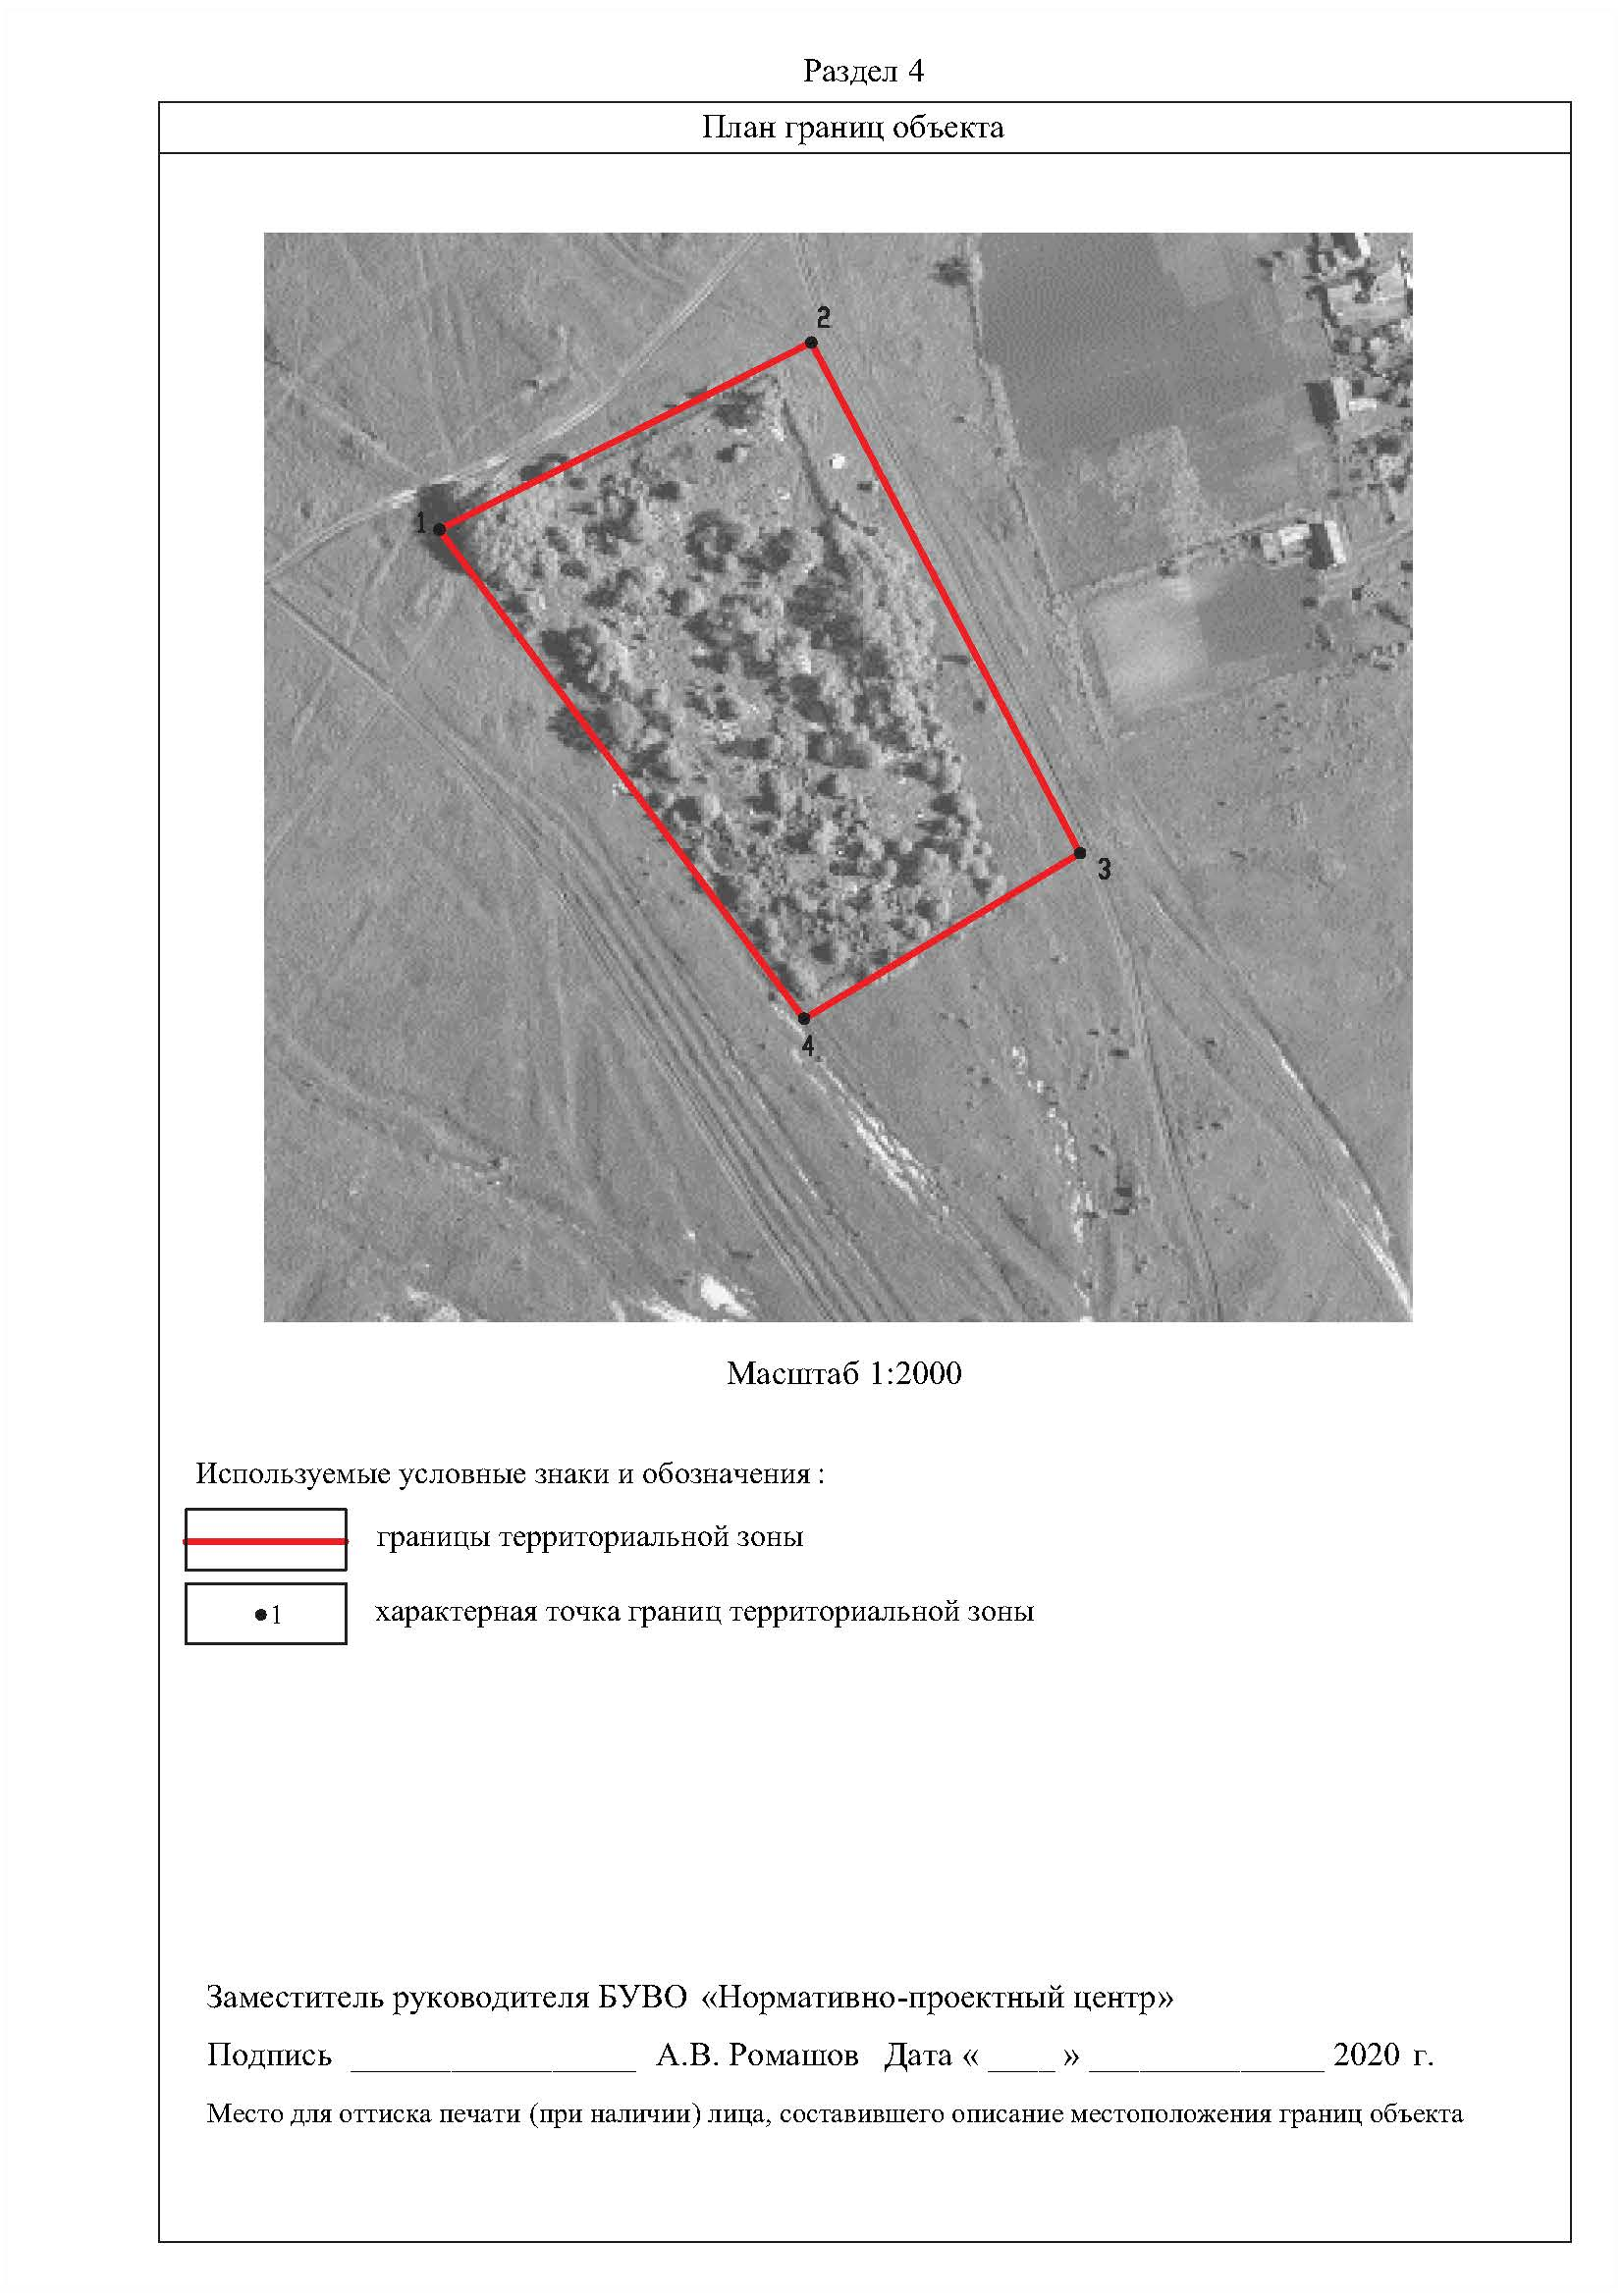 Раздел 4
План границ объекта
2
1
3
4
Масштаб 1:2000
Используемые условные знаки и обозначения :
границы территориальной зоны
1
характерная точка границ территориальной зоны
Заместитель руководителя БУВО «Нормативно-проектный центр»
Подпись _________________ А.В. Ромашов Дата « ____ » ______________ 2020 г.
Место для оттиска печати (при наличии) лица, составившего описание местоположения границ объекта